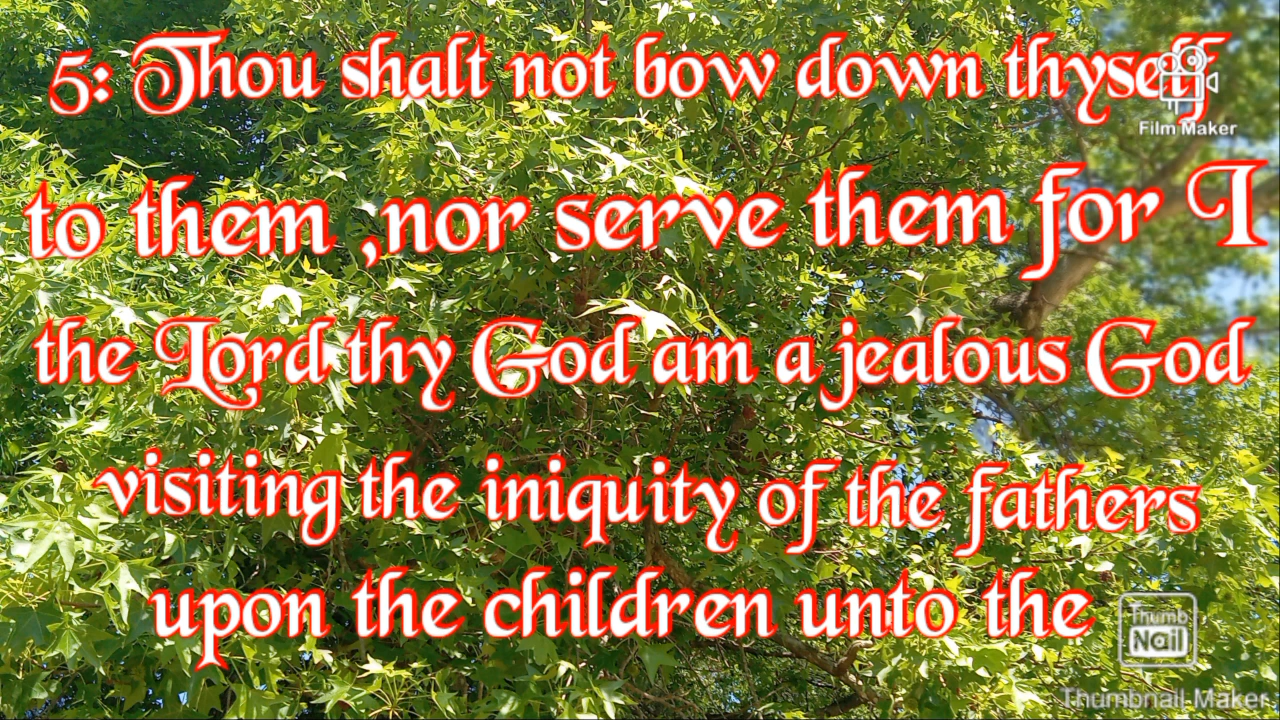 5: Thou shalt not bow down thyself
Film Maker
to them ,nor serve them for I
the Lord thy God am a jealous God
visiting the iniquity of the fathers
upon the children unto the
Thumb
Nail
Thumbnail Maker